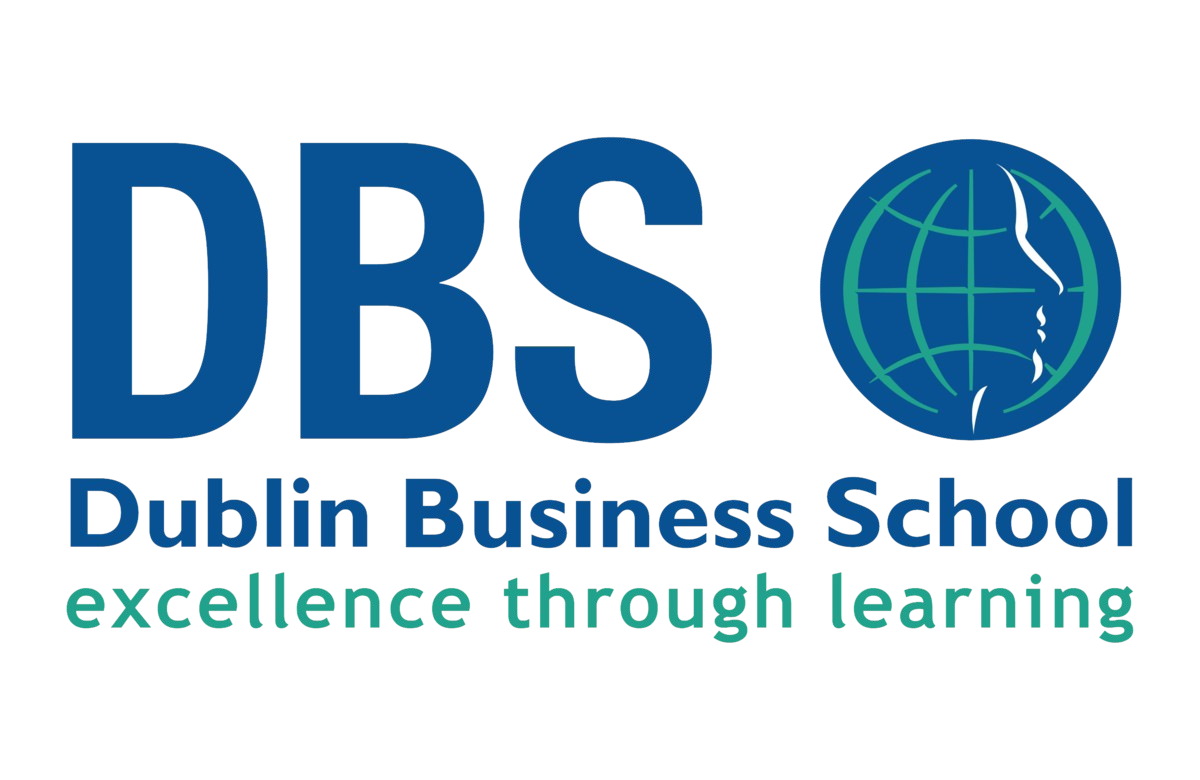 DBS
Dublin Business School
excellence through learning